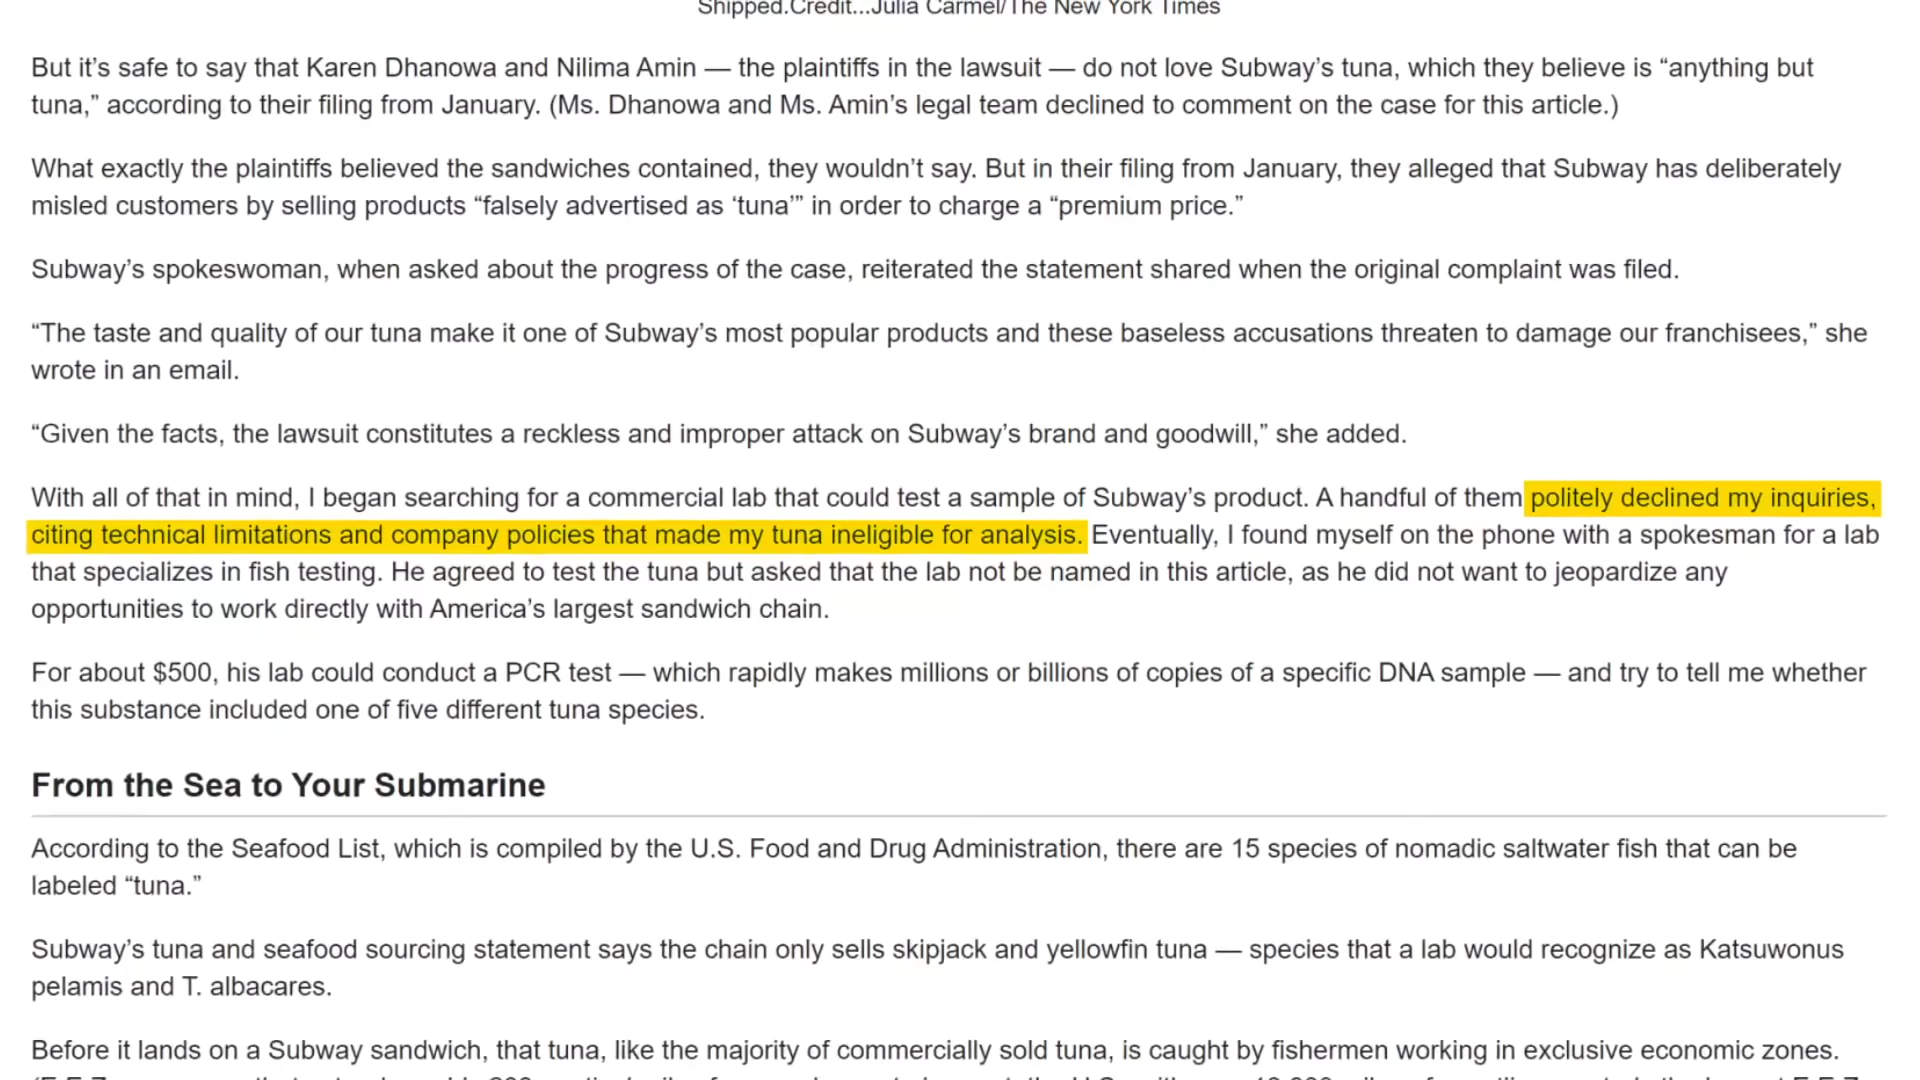 Shipped.Credit...Julia Carmel/The New York Times
But it’s safe to say that Karen Dhanowa and Nilima Amin — the plaintiffs in the lawsuit — do not love Subway’s tuna, which they believe is “anything but
tuna,” according to their filing from January. (Ms. Dhanowa and Ms. Amin’s legal team declined to comment on the case for this article.)
What exactly the plaintiffs believed the sandwiches contained, they wouldn’t say. But in their filing from January, they alleged that Subway has deliberately
misled customers by selling products “falsely advertised as ‘tuna’” in order to charge a “premium price.”
Subway’s spokeswoman, when asked about the progress of the case, reiterated the statement shared when the original complaint was filed.
“The taste and quality of our tuna make it one of Subway’s most popular products and these baseless accusations threaten to damage our franchisees,” she
wrote in an email.
“Given the facts, the lawsuit constitutes a reckless and improper attack on Subway’s brand and goodwill,” she added.
With all of that in mind, I began searching for a commercial lab that could test a sample of Subway’s product. A handful of them politely declined my inquiries,
citing technical limitations and company policies that made my tuna ineligible for analysis. Eventually, I found myself on the phone with a spokesman for a lab
that specializes in fish testing. He agreed to test the tuna but asked that the lab not be named in this article, as he did not want to jeopardize any
opportunities to work directly with America’s largest sandwich chain.
For about $500, his lab could conduct a PCR test — which rapidly makes millions or billions of copies of a specific DNA sample — and try to tell me whether
this substance included one of five different tuna species.
From the Sea to Your Submarine
According to the Seafood List, which is compiled by the U.S. Food and Drug Administration, there are 15 species of nomadic saltwater fish that can be
labeled “tuna.”
Subway’s tuna and seafood sourcing statement says the chain only sells skipjack and yellowfin tuna — species that a lab would recognize as Katsuwonus
pelamis and T. albacares.
Before it lands on a Subway sandwich, that tuna, like the majority of commercially sold tuna, is caught by fishermen working in exclusive economic zones.